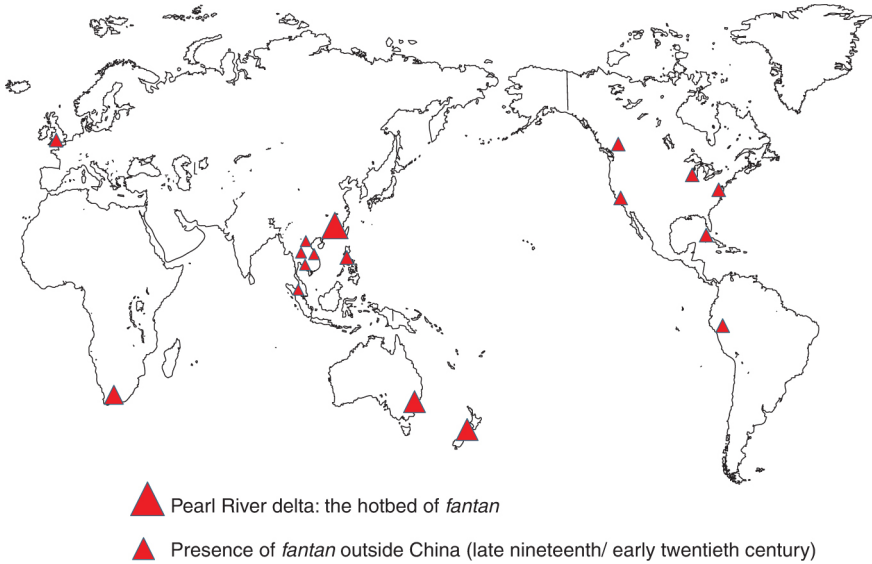 Pearl River delta: the hotbed of fantan
Presence of fantan outside China (late nineteenth/ early twentieth century)